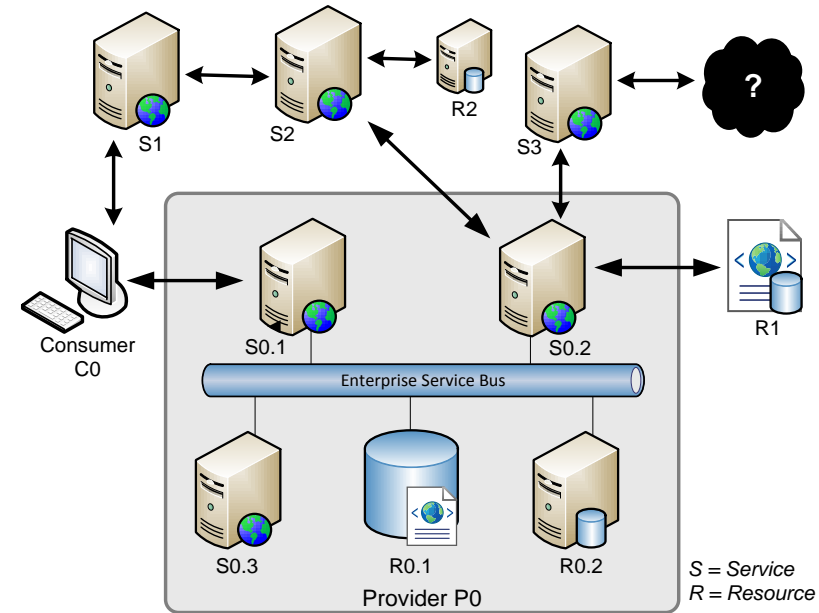 ?
S1
S2
R2
S3
Consumer
C0
S0.1
S0.2
R1
Enterprise Service Bus
S0.3
R0.1
R0.2
Provider P0
S = Service
R = Resource